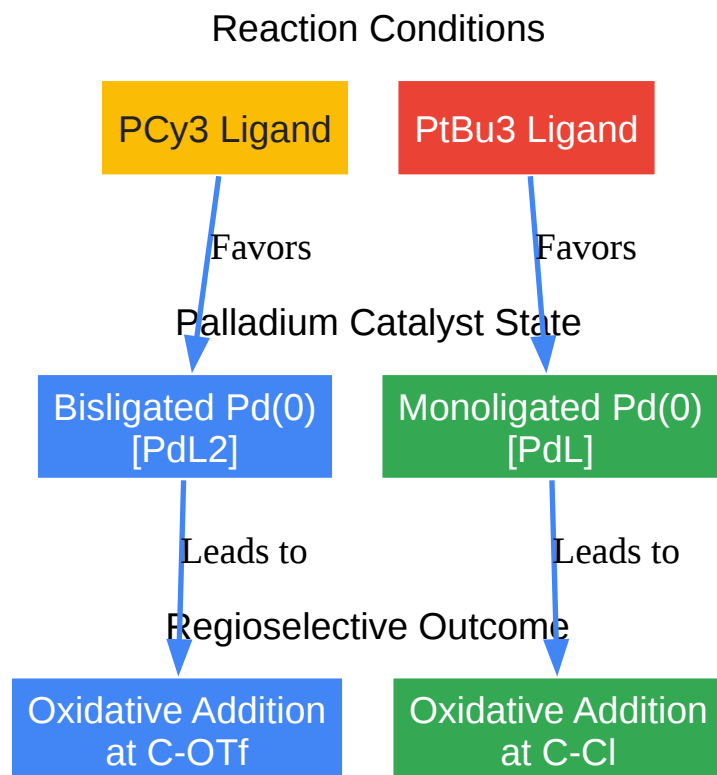 Reaction Conditions
PCy3 Ligand
PtBu3 Ligand
Favors
Favors
Palladium Catalyst State
Bisligated Pd(0)
[PdL2]
Monoligated Pd(0)
[PdL]
Leads to
Leads to
Regioselective Outcome
Oxidative Addition
at C-OTf
Oxidative Addition
at C-Cl